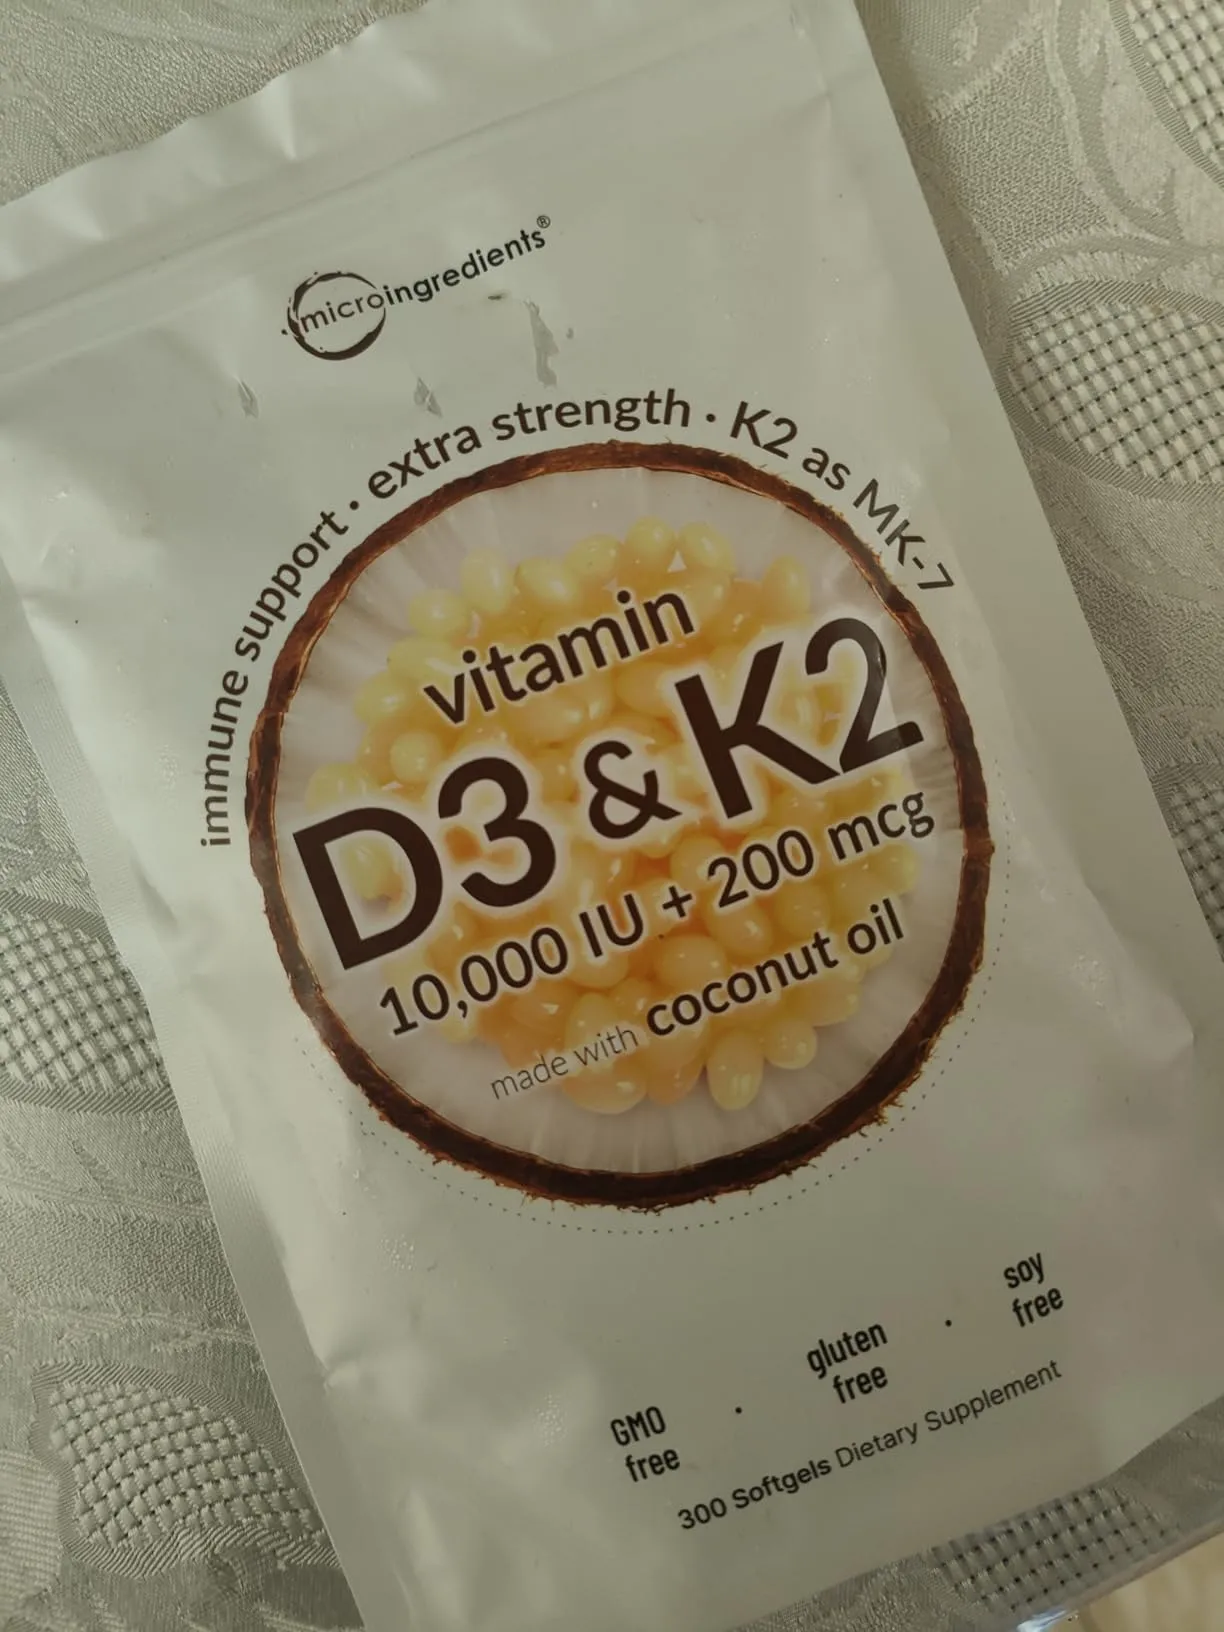 microingredients®
immune support · extra strength · K2 as MK-7
vitamin
D3 & K2
10,000 IU + 200 mcg
made with coconut oil
GMO free · gluten free · soy free
300 Softgels Dietary Supplement